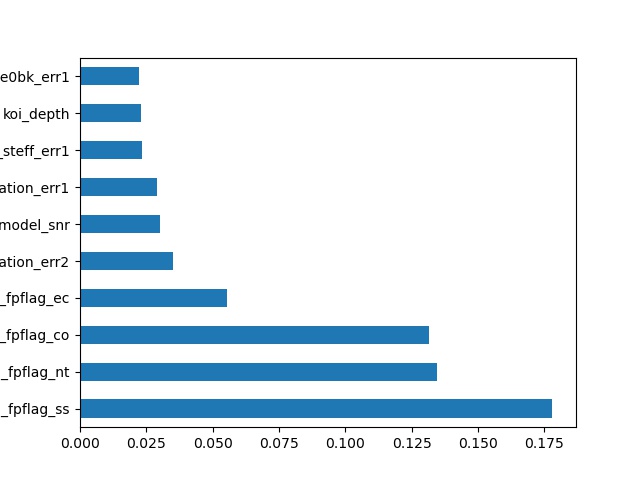 e0bk_err1
koi_depth
_steff_err1
ation_err1
model_snr
ation_err2
_fpflag_ec
_fpflag_co
_fpflag_nt
_fpflag_ss
0.000 0.025 0.050 0.075 0.100 0.125 0.150 0.175